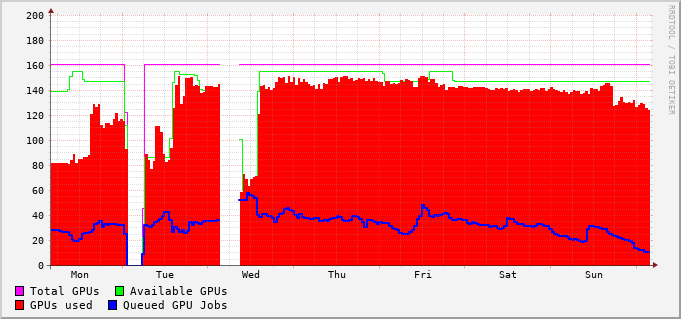 200
180
160
140
120
100
80
60
40
20
0
Mon Tue Wed Thu Fri Sat Sun
Total GPUs Available GPUs
GPUs used Queued GPU Jobs
RRDTOOL / TOBI OETIKER